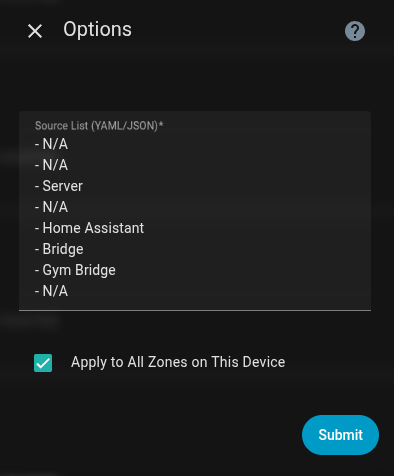 Options
Source List (YAML/JSON)*
- N/A
- N/A
- Server
- N/A
- Home Assistant
- Bridge
- Gym Bridge
- N/A
Apply to All Zones on This Device
Submit